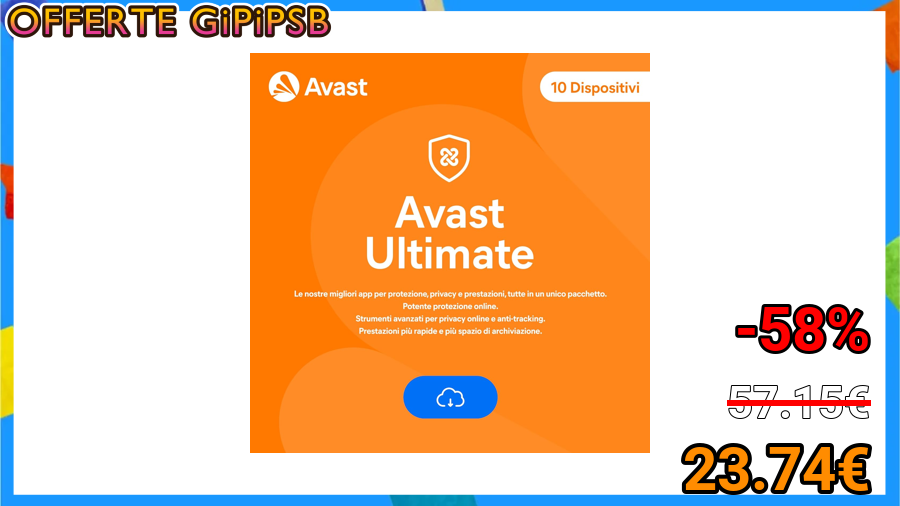 OFFERTE GiPiPSB
Avast
10 Dispositivi
Avast
Ultimate
Le nostre migliori app per protezione, privacy e prestazioni, tutte in un unico pacchetto.
Potente protezione online.
Strumenti avanzati per privacy online e anti-tracking.
Prestazioni più rapide e più spazio di archiviazione.
-58%
57.15€
23.74€